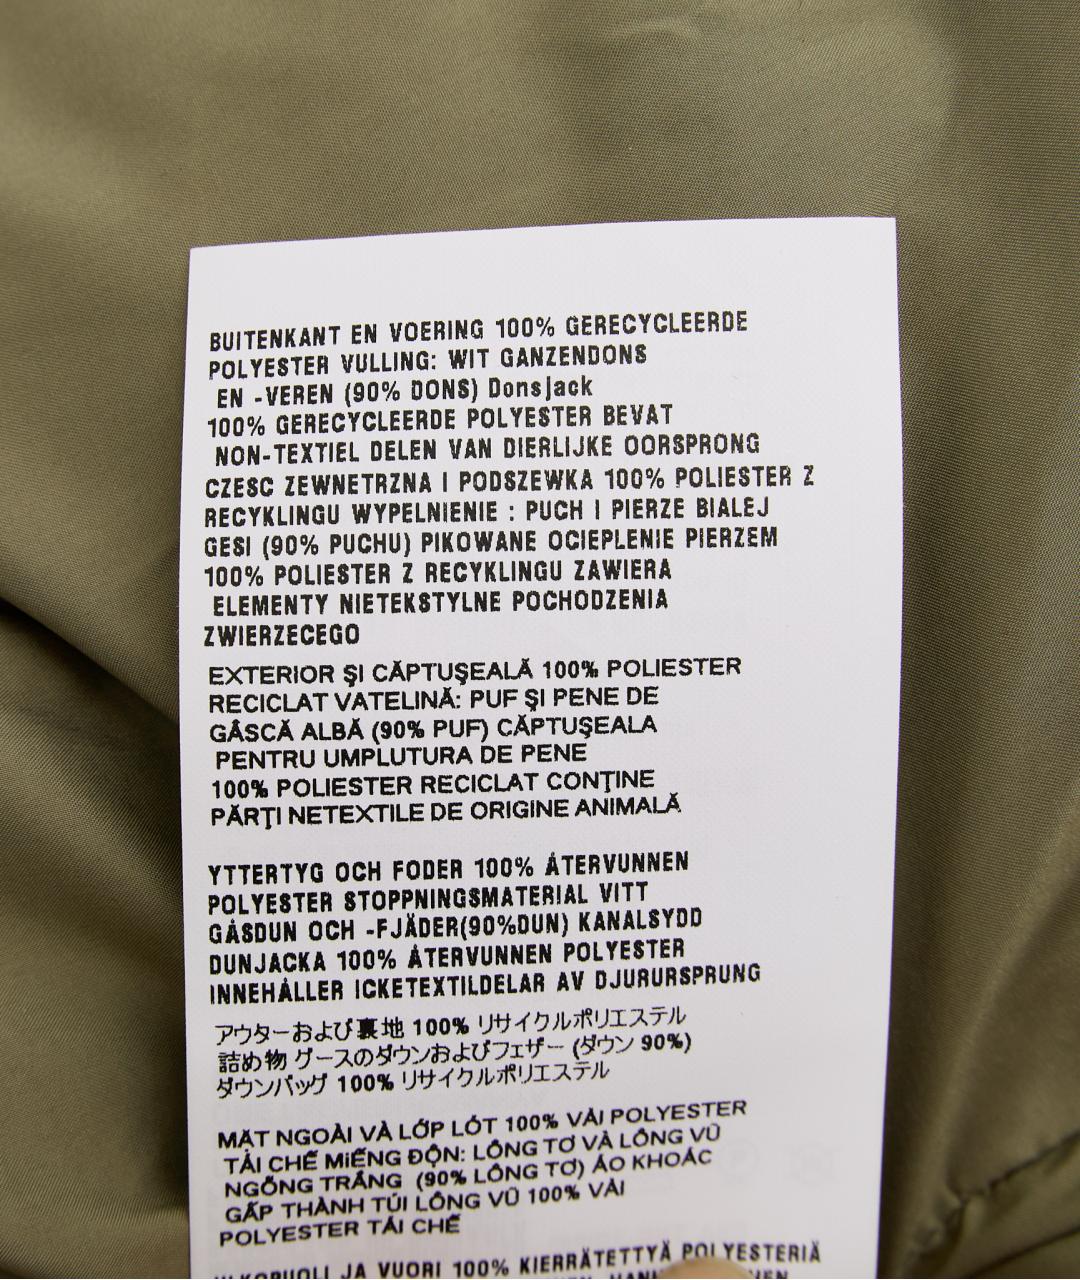 BUITENKANT EN VOERING 100% GERECYCLEERDE
POLYESTER VULLING: WIT GANZENDONS
EN -VEREN (90% DONS) Donsjack
100% GERECYCLEERDE POLYESTER BEVAT
NON-TEXTIEL DELEN VAN DIERLIJKE OORSPRONG
CZESC ZEWNETRZNA I PODSZEWKA 100% POLIESTER Z
RECYKLINGU WYPELNIENIE : PUCH I PIERZE BIALEJ
GESI (90% PUCHU) PIKOWANE OCIEPLENIE PIERZEM
100% POLIESTER Z RECYKLINGU ZAWIERA
ELEMENTY NIETEKSTYLNE POCHODZENIA
ZWIERZECEGO
EXTERIOR ȘI CĂPTUȘEALĂ 100% POLIESTER
RECICLAT VATELINĂ: PUF ȘI PENE DE
GÂSCĂ ALBĂ (90% PUF) CĂPTUȘEALA
PENTRU UMPLUTURA DE PENE
100% POLIESTER RECICLAT CONȚINE
PĂRȚI NETEXTILE DE ORIGINE ANIMALĂ
YTTERTYG OCH FODER 100% ÅTERVUNNEN
POLYESTER STOPPNINGSMATERIAL VITT
GÅSDUN OCH -FJÄDER(90%DUN) KANALSYDD
DUNJACKA 100% ÅTERVUNNEN POLYESTER
INNEHÅLLER ICKETEXTILDELAR AV DJURURSPRUNG
アウターおよび裏地 100% リサイクルポリエステル
詰め物 グースのダウンおよびフェザー (ダウン 90%)
ダウンバッグ 100% リサイクルポリエステル
MẶT NGOÀI VÀ LỚP LÓT 100% VẢI POLYESTER
TÁI CHẾ MIẾNG ĐỘN: LÔNG TƠ VÀ LÔNG VŨ
NGỖNG TRẮNG (90% LÔNG TƠ) ÁO KHOÁC
GẤP THÀNH TÚI LÔNG VŨ 100% VẢI
POLYESTER TÁI CHẾ
JA VUORI 100% KIERRÄTETTYÄ POLYESTERIÄ